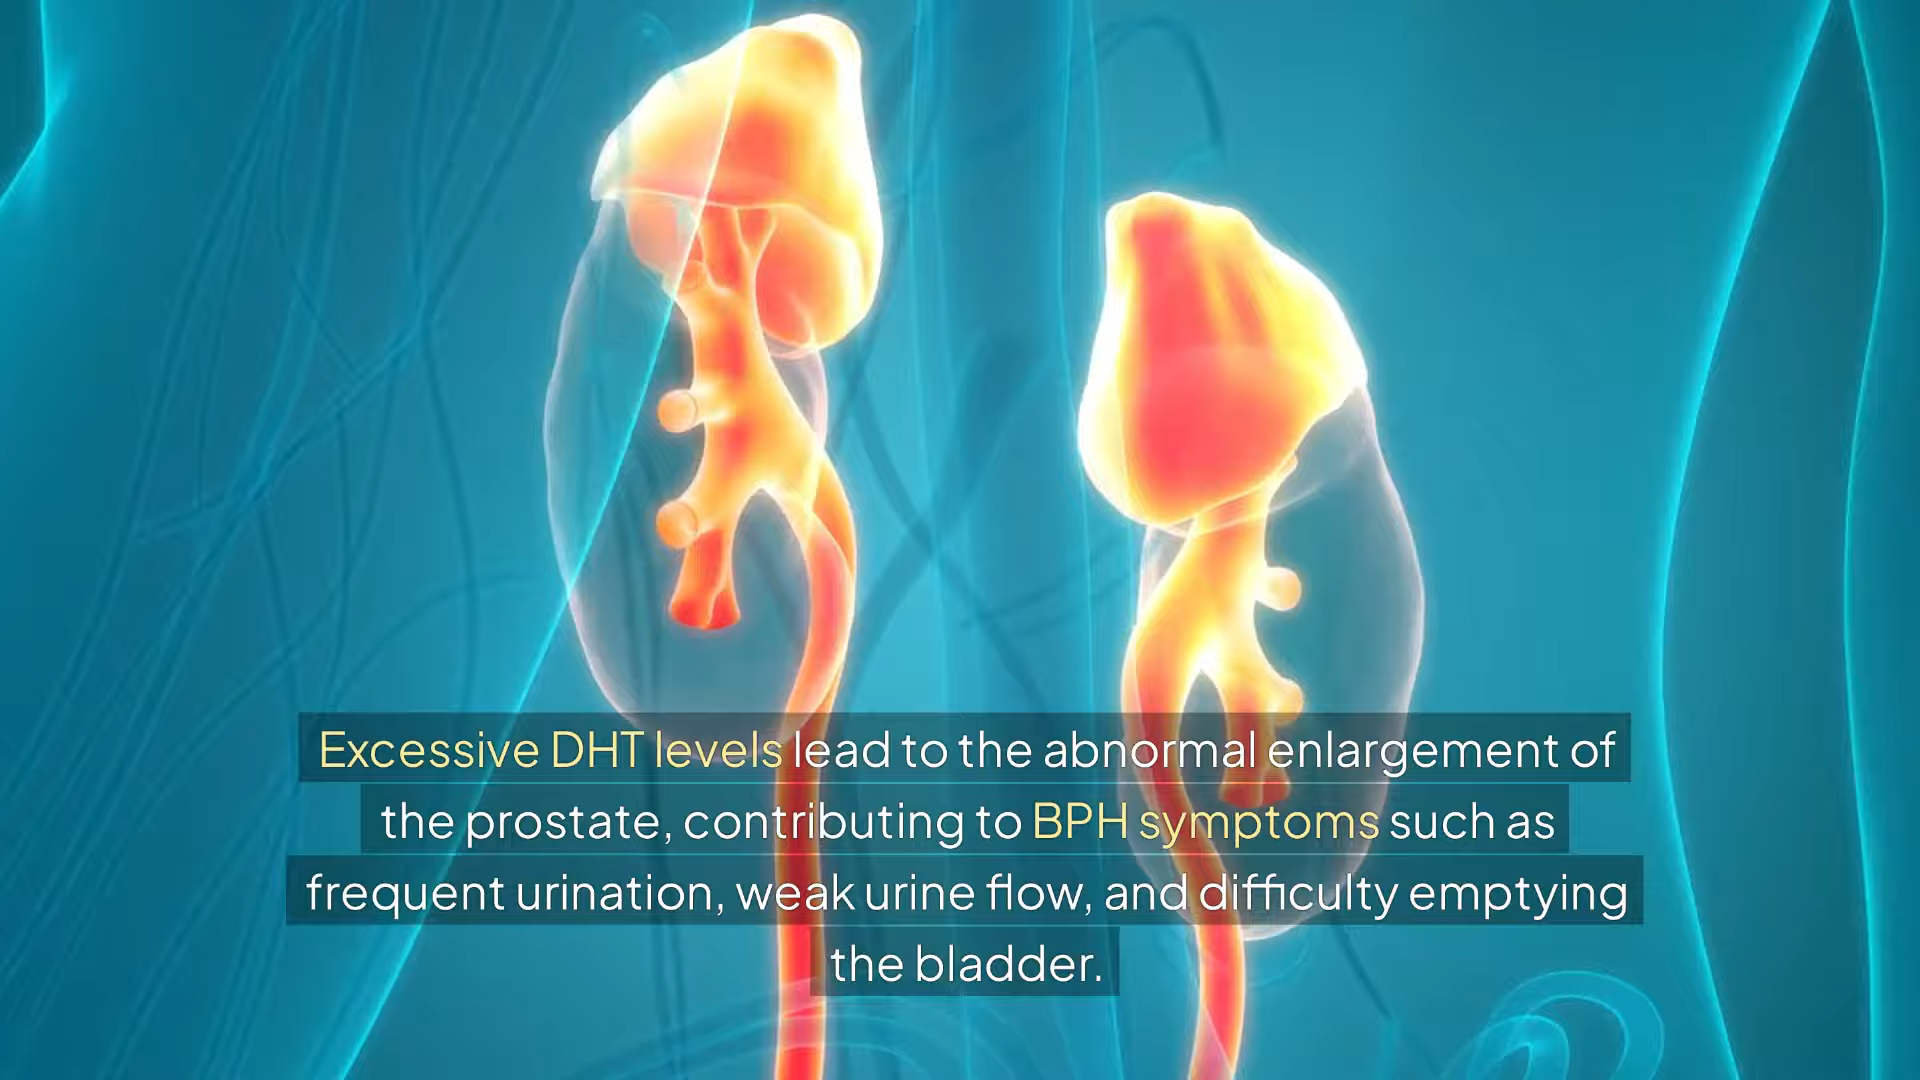 Excessive DHT levels lead to the abnormal enlargement of
the prostate, contributing to BPH symptoms such as
frequent urination, weak urine flow, and difficulty emptying
the bladder.